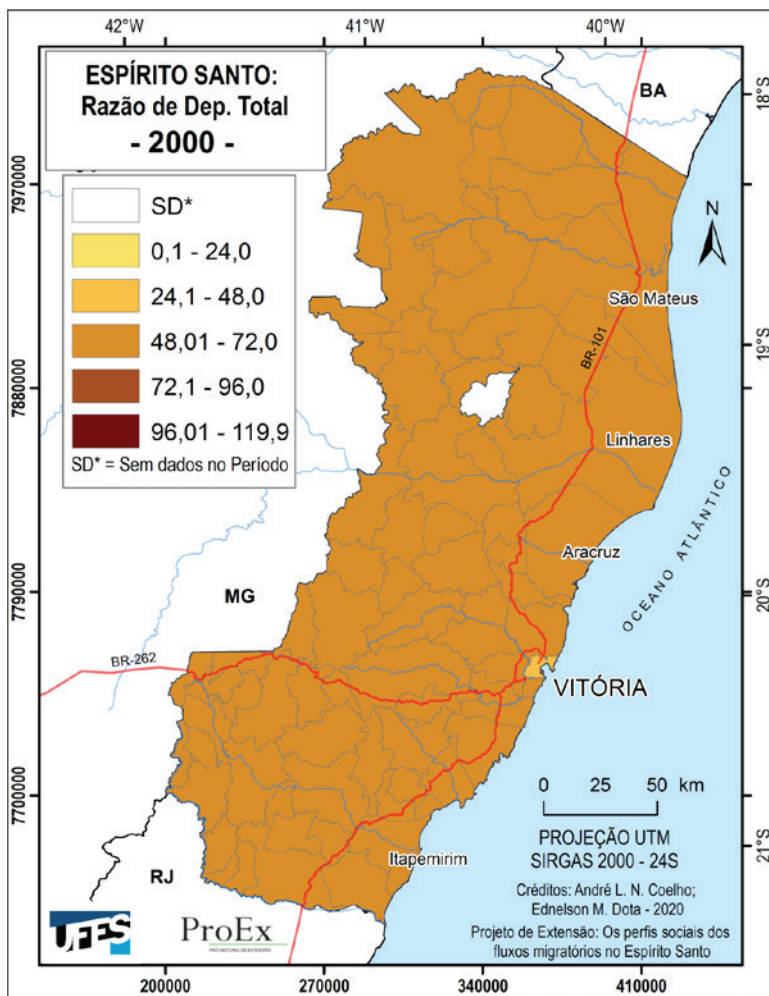 42°W
41°W
40°W
ESPÍRITO SANTO:
Razão de Dep. Total
- 2000 -
BA
18°S
7970000
SD*
0,1 - 24,0
24,1 - 48,0
48,01 - 72,0
72,1 - 96,0
96,01 - 119,9
SD* = Sem dados no Período
N
São Mateus
BR-101
19°S
7880000
Linhares
OCEANO ATLÂNTICO
Aracruz
7790000
MG
20°S
BR-262
VITÓRIA
0 25 50 km
7700000
PROJEÇÃO UTM
SIRGAS 2000 - 24S
21°S
Itapemirim
RJ
Créditos: André L. N. Coelho;
Ednelson M. Dota - 2020
Projeto de Extensão: Os perfis sociais dos
fluxos migratórios no Espírito Santo
UFES
ProEx
PRÓ-REITORIA DE EXTENSÃO
200000
270000
340000
410000